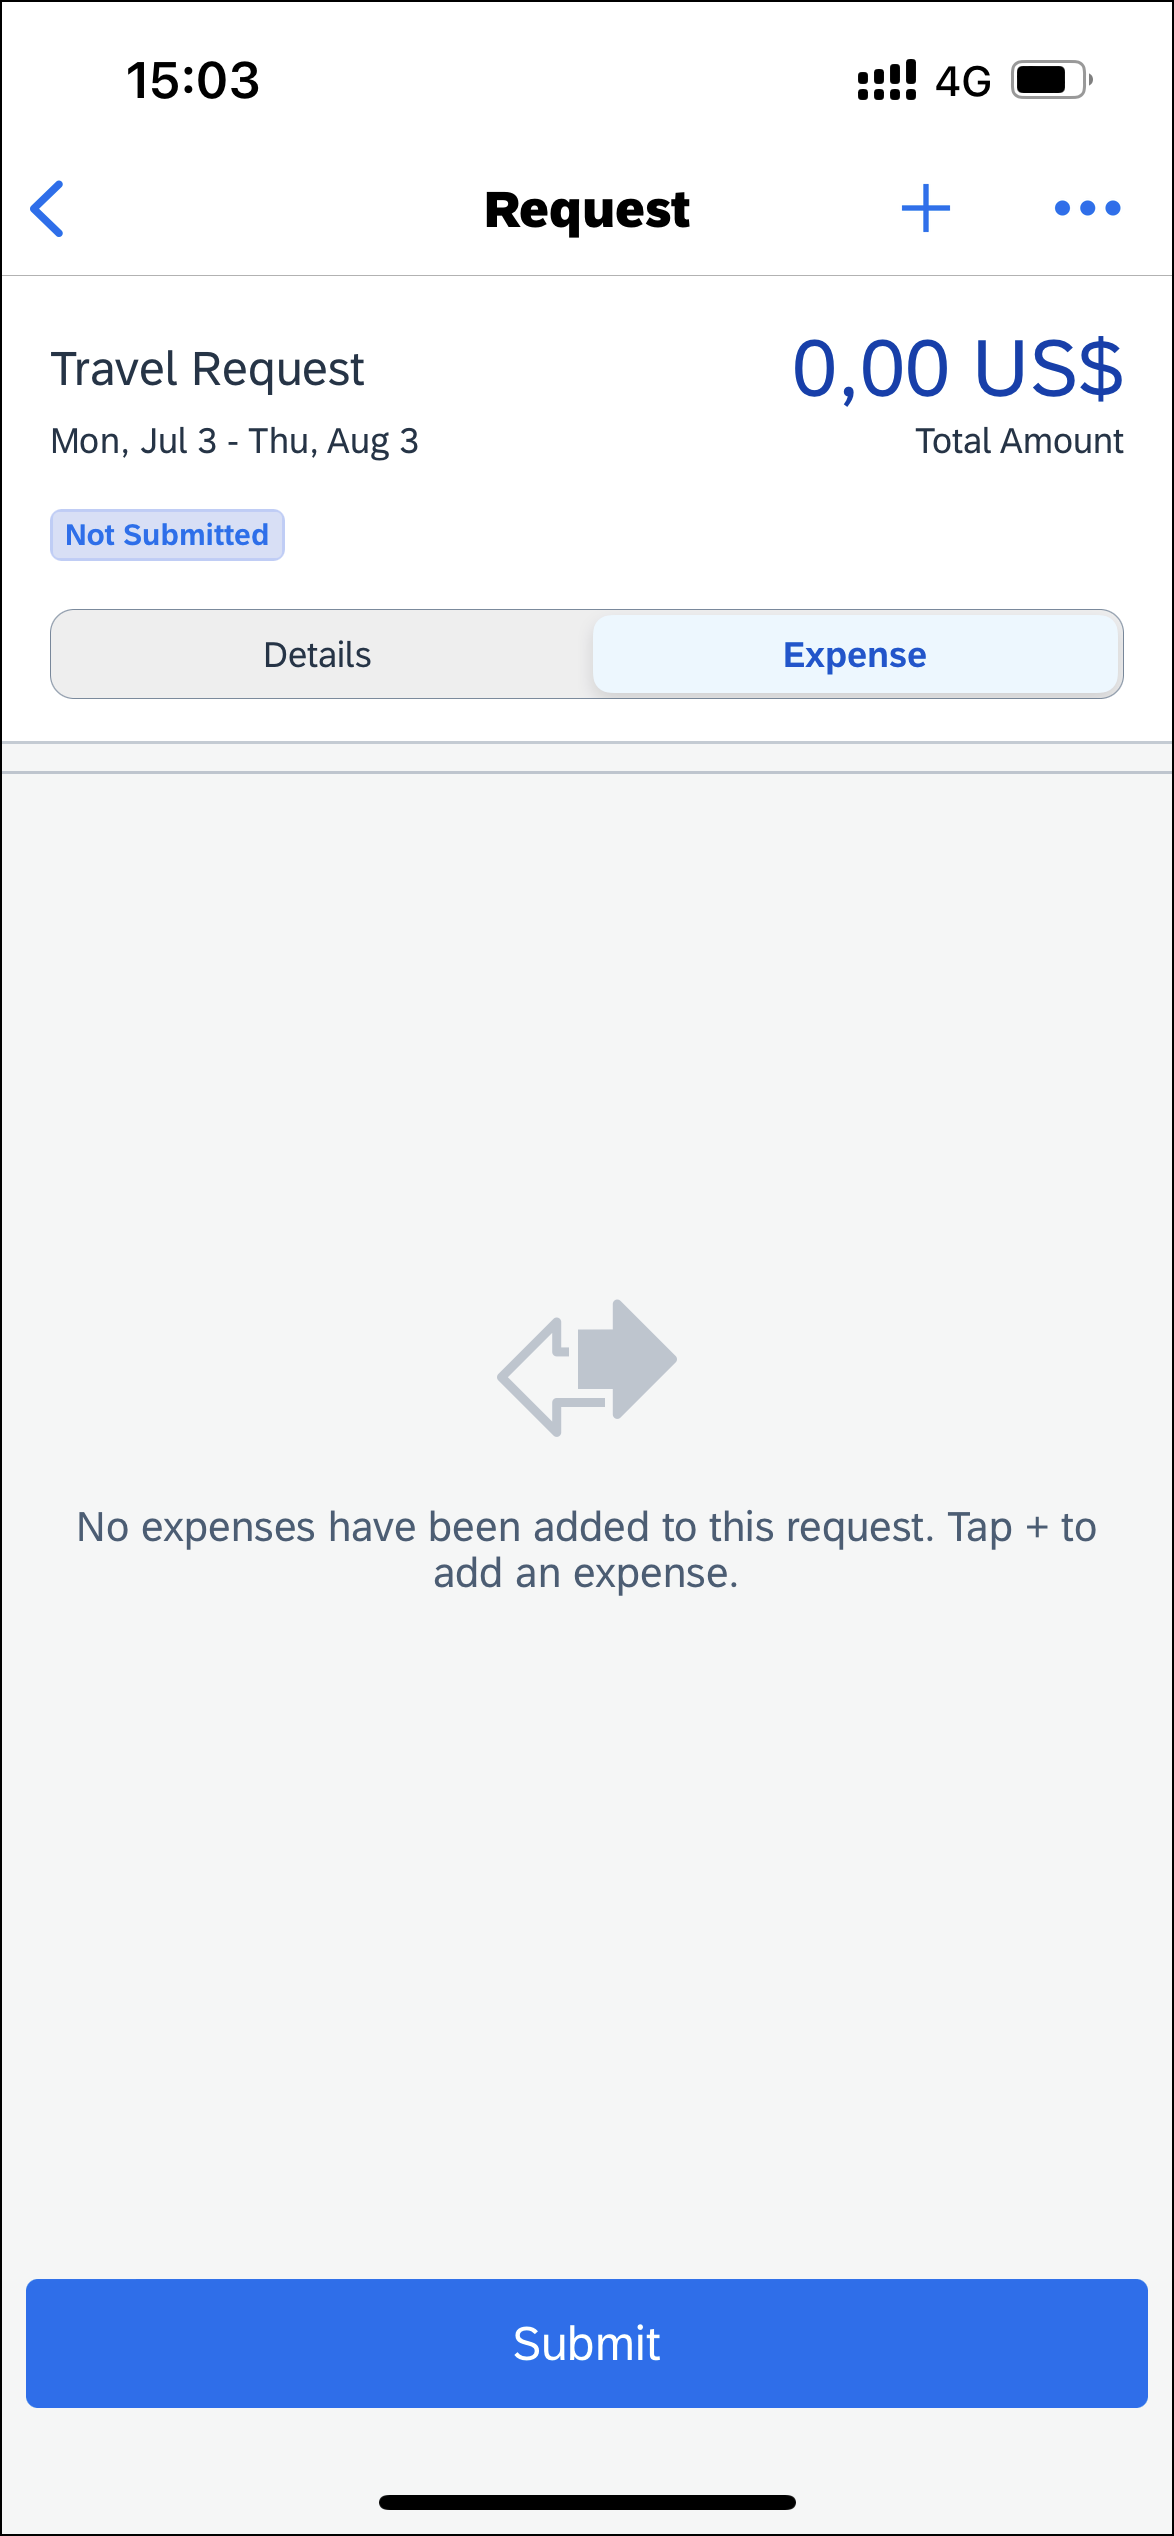 15:03
4G
Request
Travel Request
0,00 US$
Mon, Jul 3 - Thu, Aug 3
Total Amount
Not Submitted
Details
Expense
No expenses have been added to this request. Tap + to
add an expense.
Submit